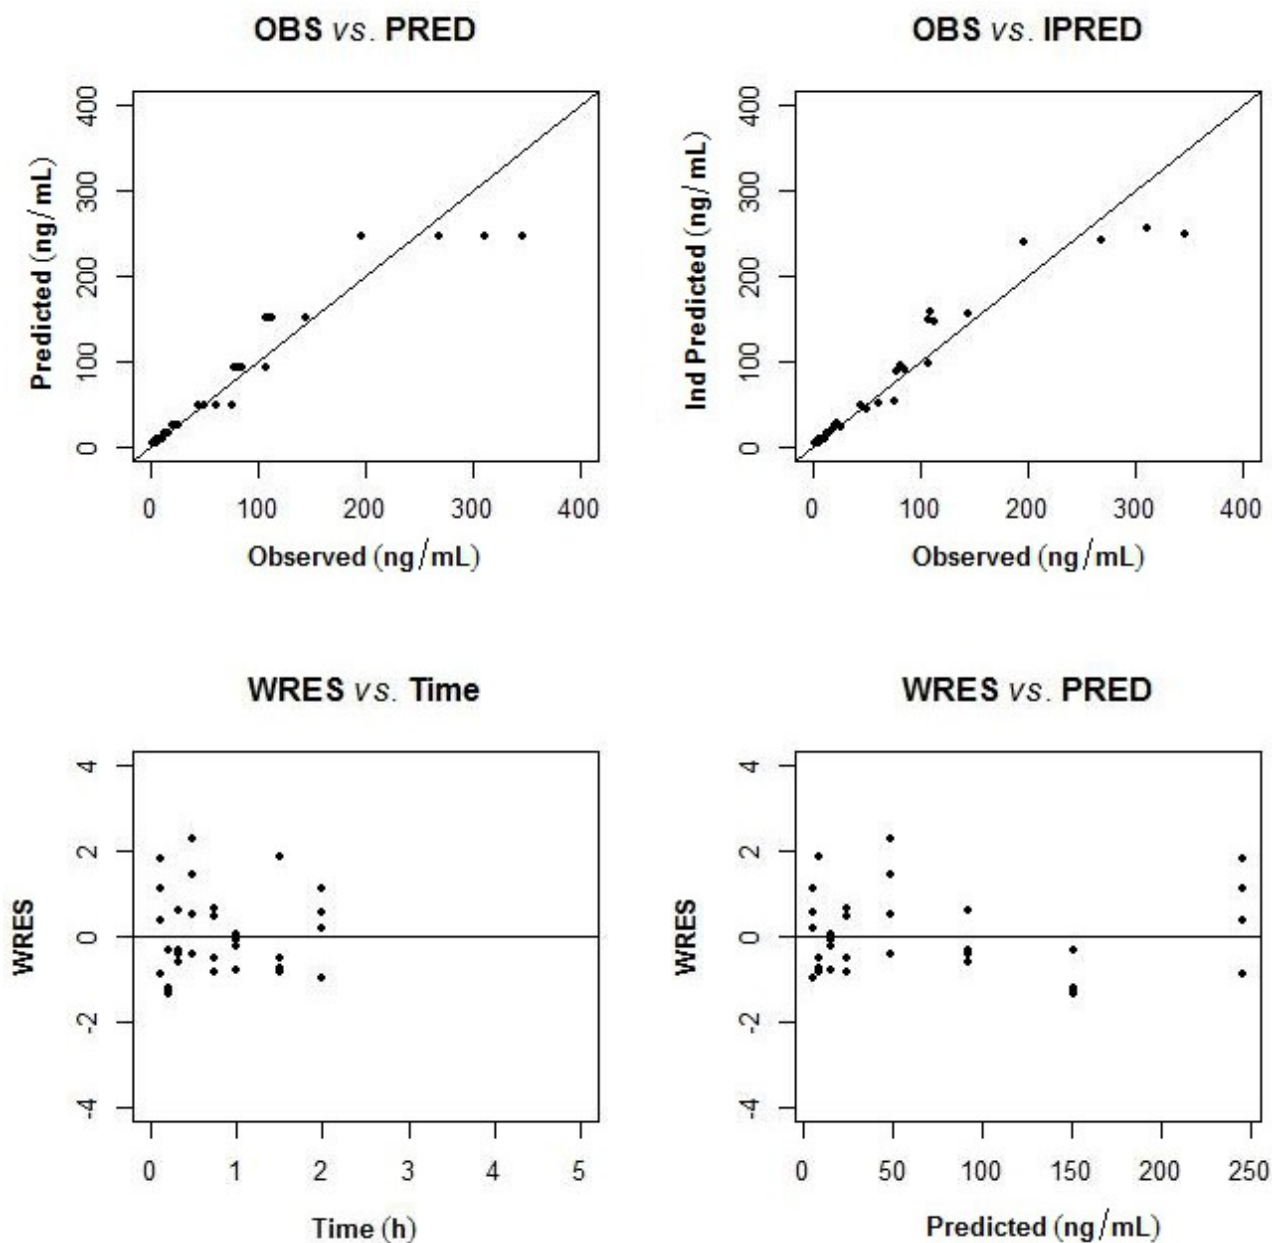 OBS vs. PRED
OBS vs. IPRED
Predicted (ng/mL)
400
300
200
100
0
0 100 200 300 400
Observed (ng/mL)
Ind Predicted (ng/mL)
400
300
200
100
0
0 100 200 300 400
Observed (ng/mL)
WRES vs. Time
WRES vs. PRED
WRES
4
2
0
-2
-4
0 1 2 3 4 5
Time (h)
WRES
4
2
0
-2
-4
0 50 100 150 200 250
Predicted (ng/mL)